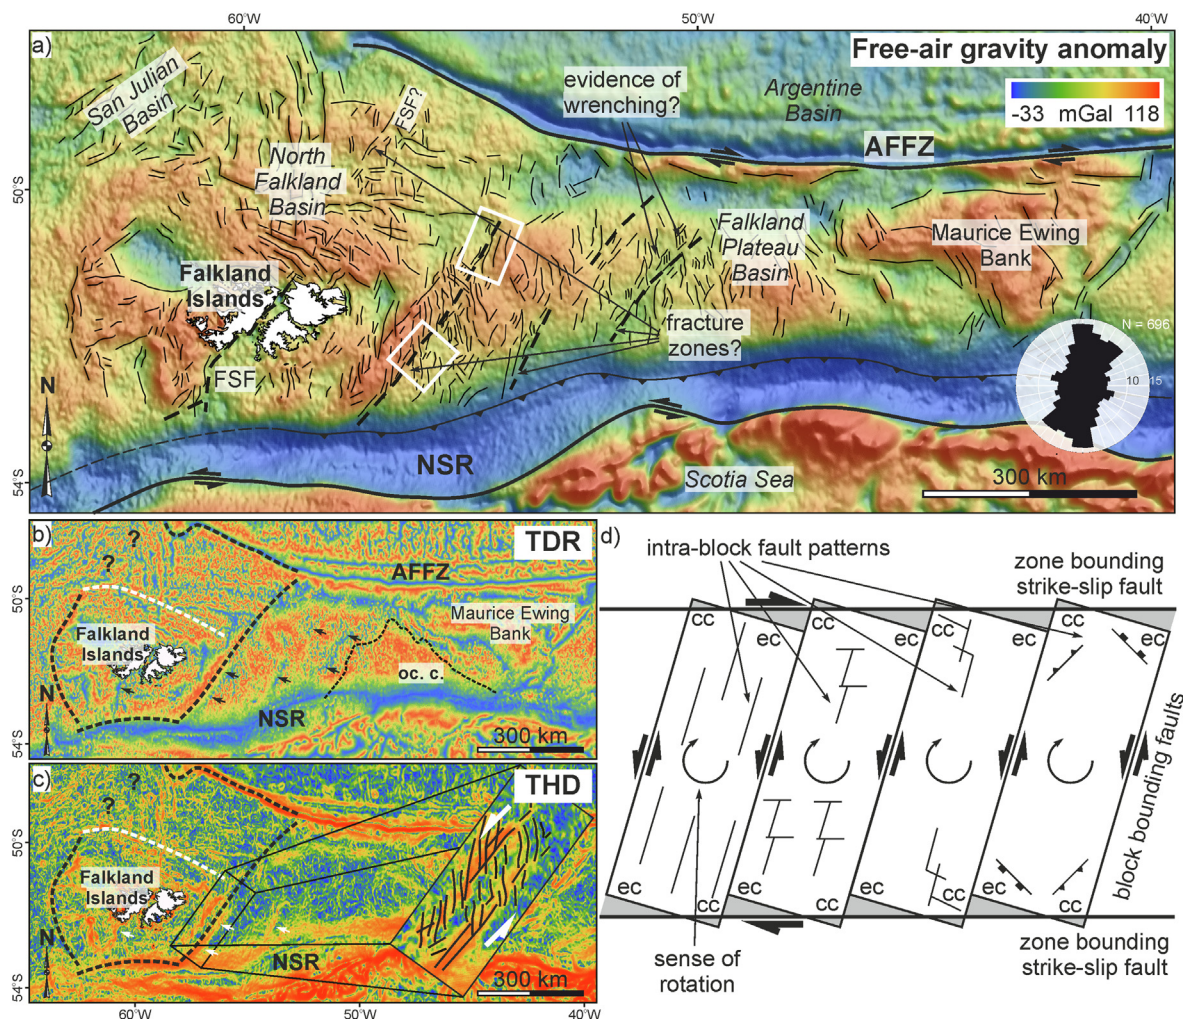 60°W
50°W
40°W
a)
Free-air gravity anomaly
-33 mGal 118
San Julian
Basin
FSF?
evidence of
wrenching?
Argentine
Basin
AFFZ
North
Falkland
Basin
50°S
Falkland
Plateau
Basin
Maurice Ewing
Bank
Falkland
Islands
fracture
zones?
N = 696
10 15
FSF
N
NSR
Scotia Sea
300 km
54°S
b)
TDR
?
?
AFFZ
50°S
Maurice Ewing
Bank
Falkland
Islands
oc. c.
N
NSR
300 km
54°S
c)
THD
?
?
50°S
Falkland
Islands
N
NSR
300 km
54°S
60°W
50°W
40°W
d)
intra-block fault patterns
zone bounding
strike-slip fault
cc
ec
cc
ec
cc
ec
cc
ec
block bounding faults
ec
cc
ec
cc
ec
cc
ec
cc
sense of
rotation
zone bounding
strike-slip fault